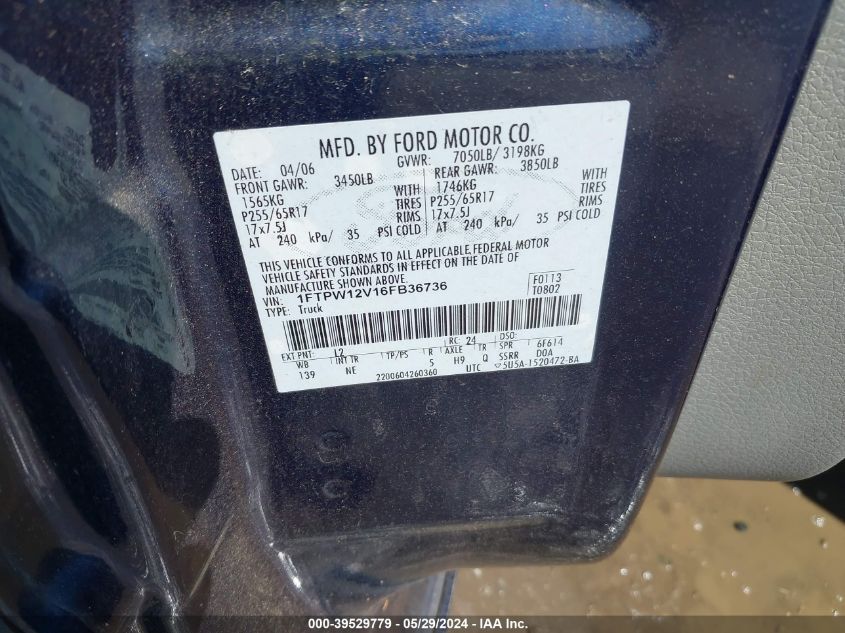 MFD. BY FORD MOTOR CO.
DATE: 04/06 GVWR: 7050LB/ 3198KG
FRONT GAWR: 3450LB REAR GAWR: 3850LB
1565KG WITH 1746KG WITH
P255/65R17 TIRES P255/65R17 TIRES
17x7.5J RIMS 17x7.5J RIMS
AT 240 kPa/ 35 PSI COLD AT 240 kPa/ 35 PSI COLD
THIS VEHICLE CONFORMS TO ALL APPLICABLE FEDERAL MOTOR
VEHICLE SAFETY STANDARDS IN EFFECT ON THE DATE OF
MANUFACTURE SHOWN ABOVE.
VIN: 1FTPW12V16FB36736 F0113
TYPE: Truck T0802
EXT PNT: L2 RC: 24 DSO:
WB INT TR TP/PS R AXLE TR SPR 6F614
139 NE 5 H9 Q SSRR D0A
2200604260360 UTC 5U5A-1520472-BA
000-39529779 - 05/29/2024 - IAA Inc.